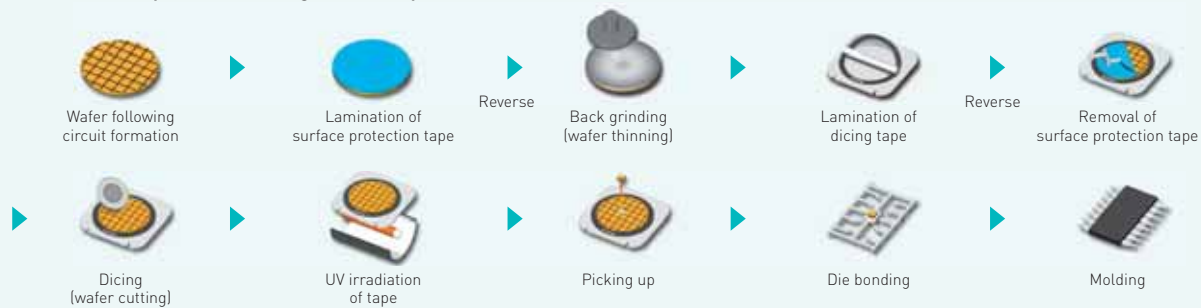 Wafer following
circuit formation
Lamination of
surface protection tape
Reverse
Back grinding
(wafer thinning)
Lamination of
dicing tape
Reverse
Removal of
surface protection tape
Dicing
(wafer cutting)
UV irradiation
of tape
Picking up
Die bonding
Molding